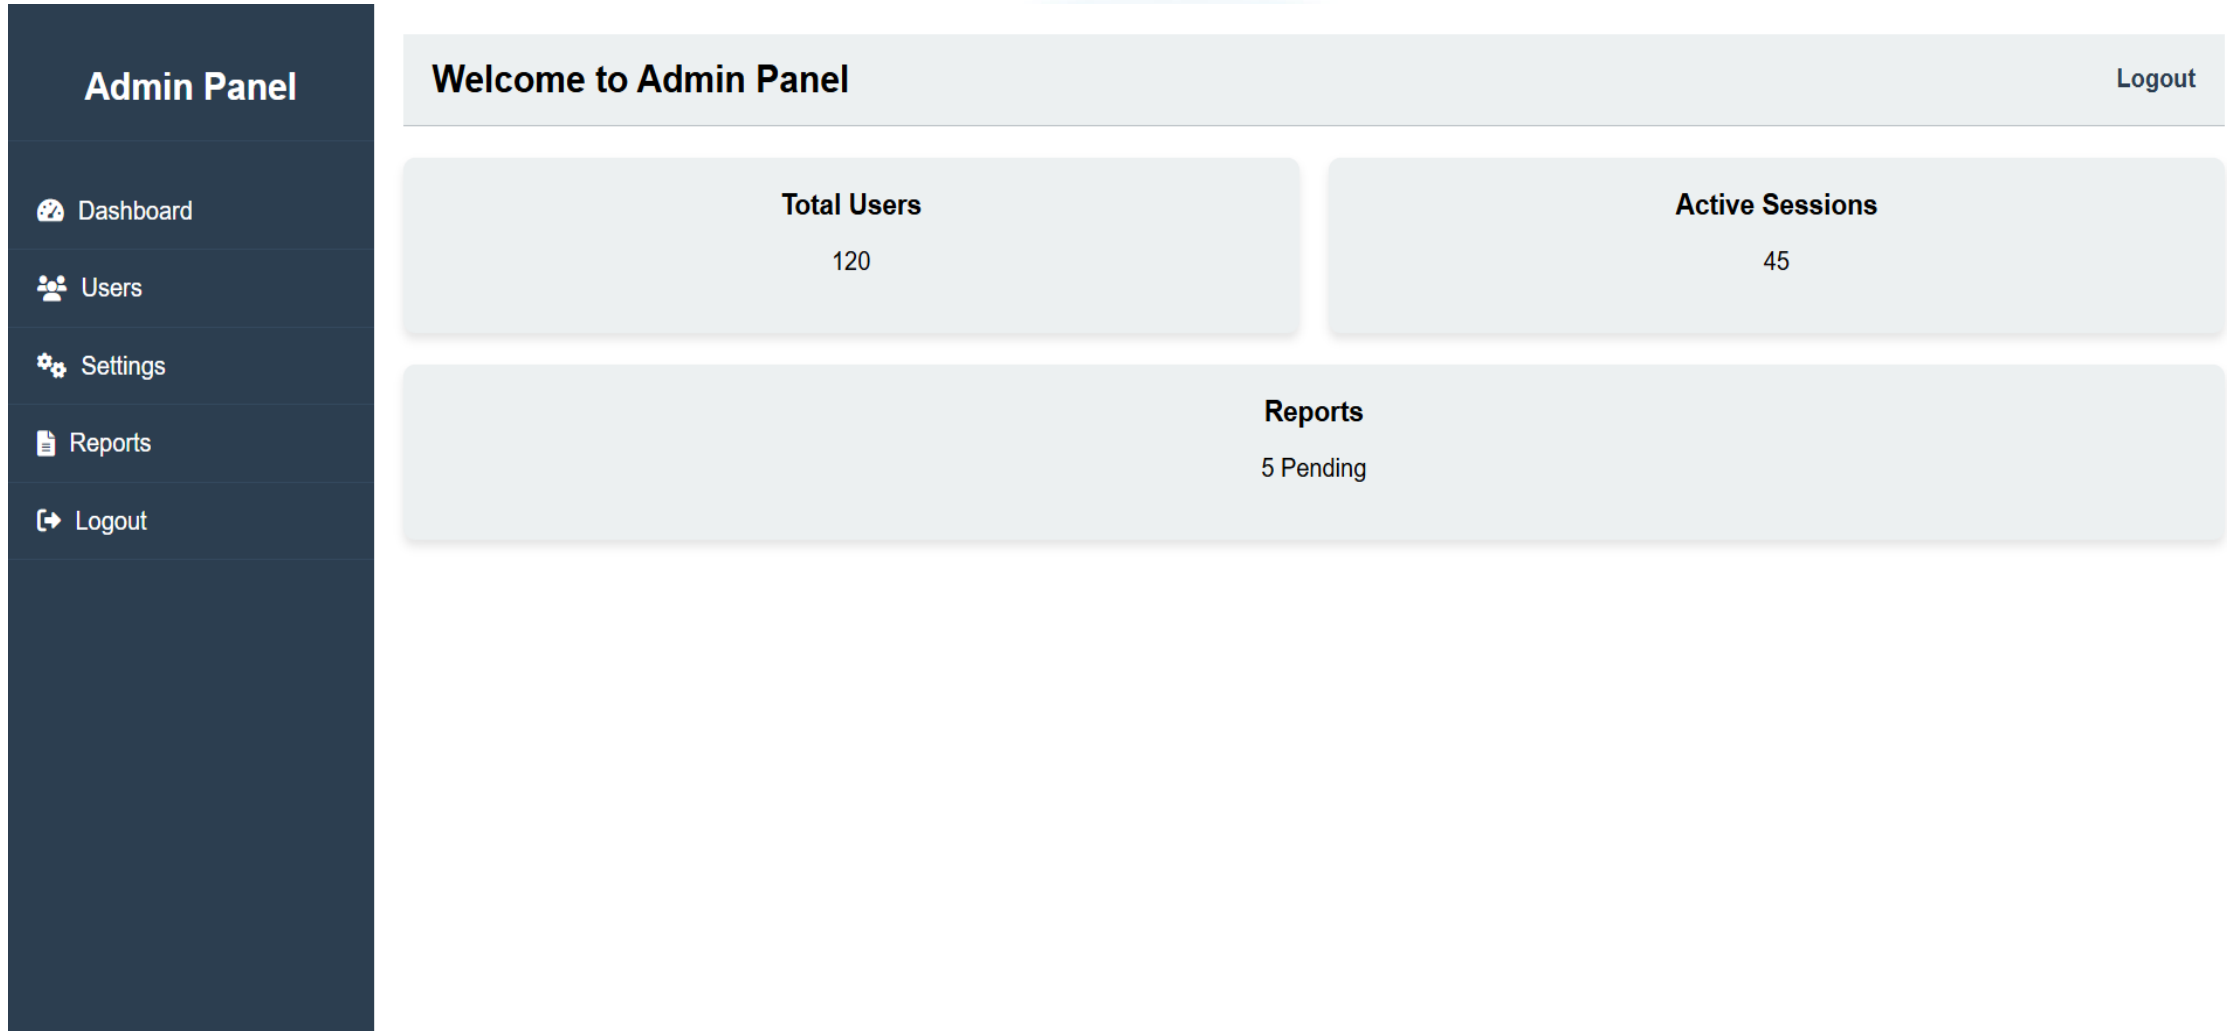 Admin Panel
Dashboard
Users
Settings
Reports
Logout
Welcome to Admin Panel
Logout
Total Users
120
Active Sessions
45
Reports
5 Pending